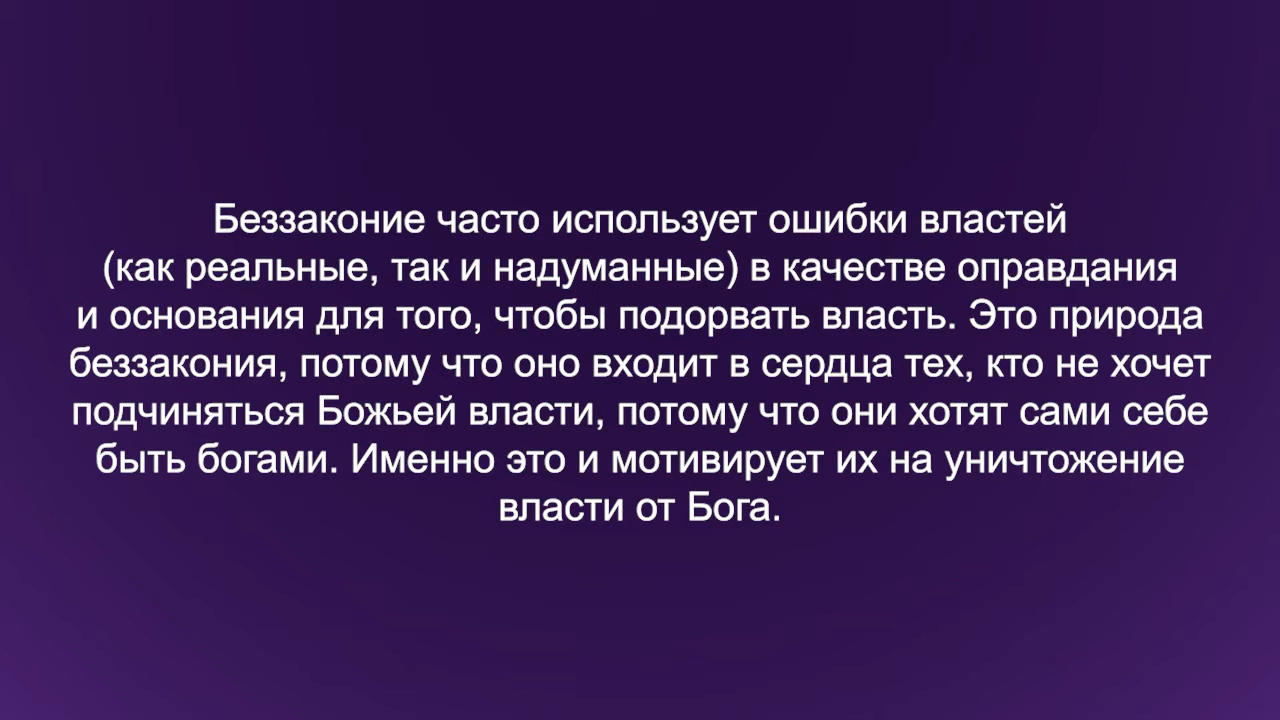 Беззаконие часто использует ошибки властей
(как реальные, так и надуманные) в качестве оправдания
и основания для того, чтобы подорвать власть. Это природа
беззакония, потому что оно входит в сердца тех, кто не хочет
подчиняться Божьей власти, потому что они хотят сами себе
быть богами. Именно это и мотивирует их на уничтожение
власти от Бога.